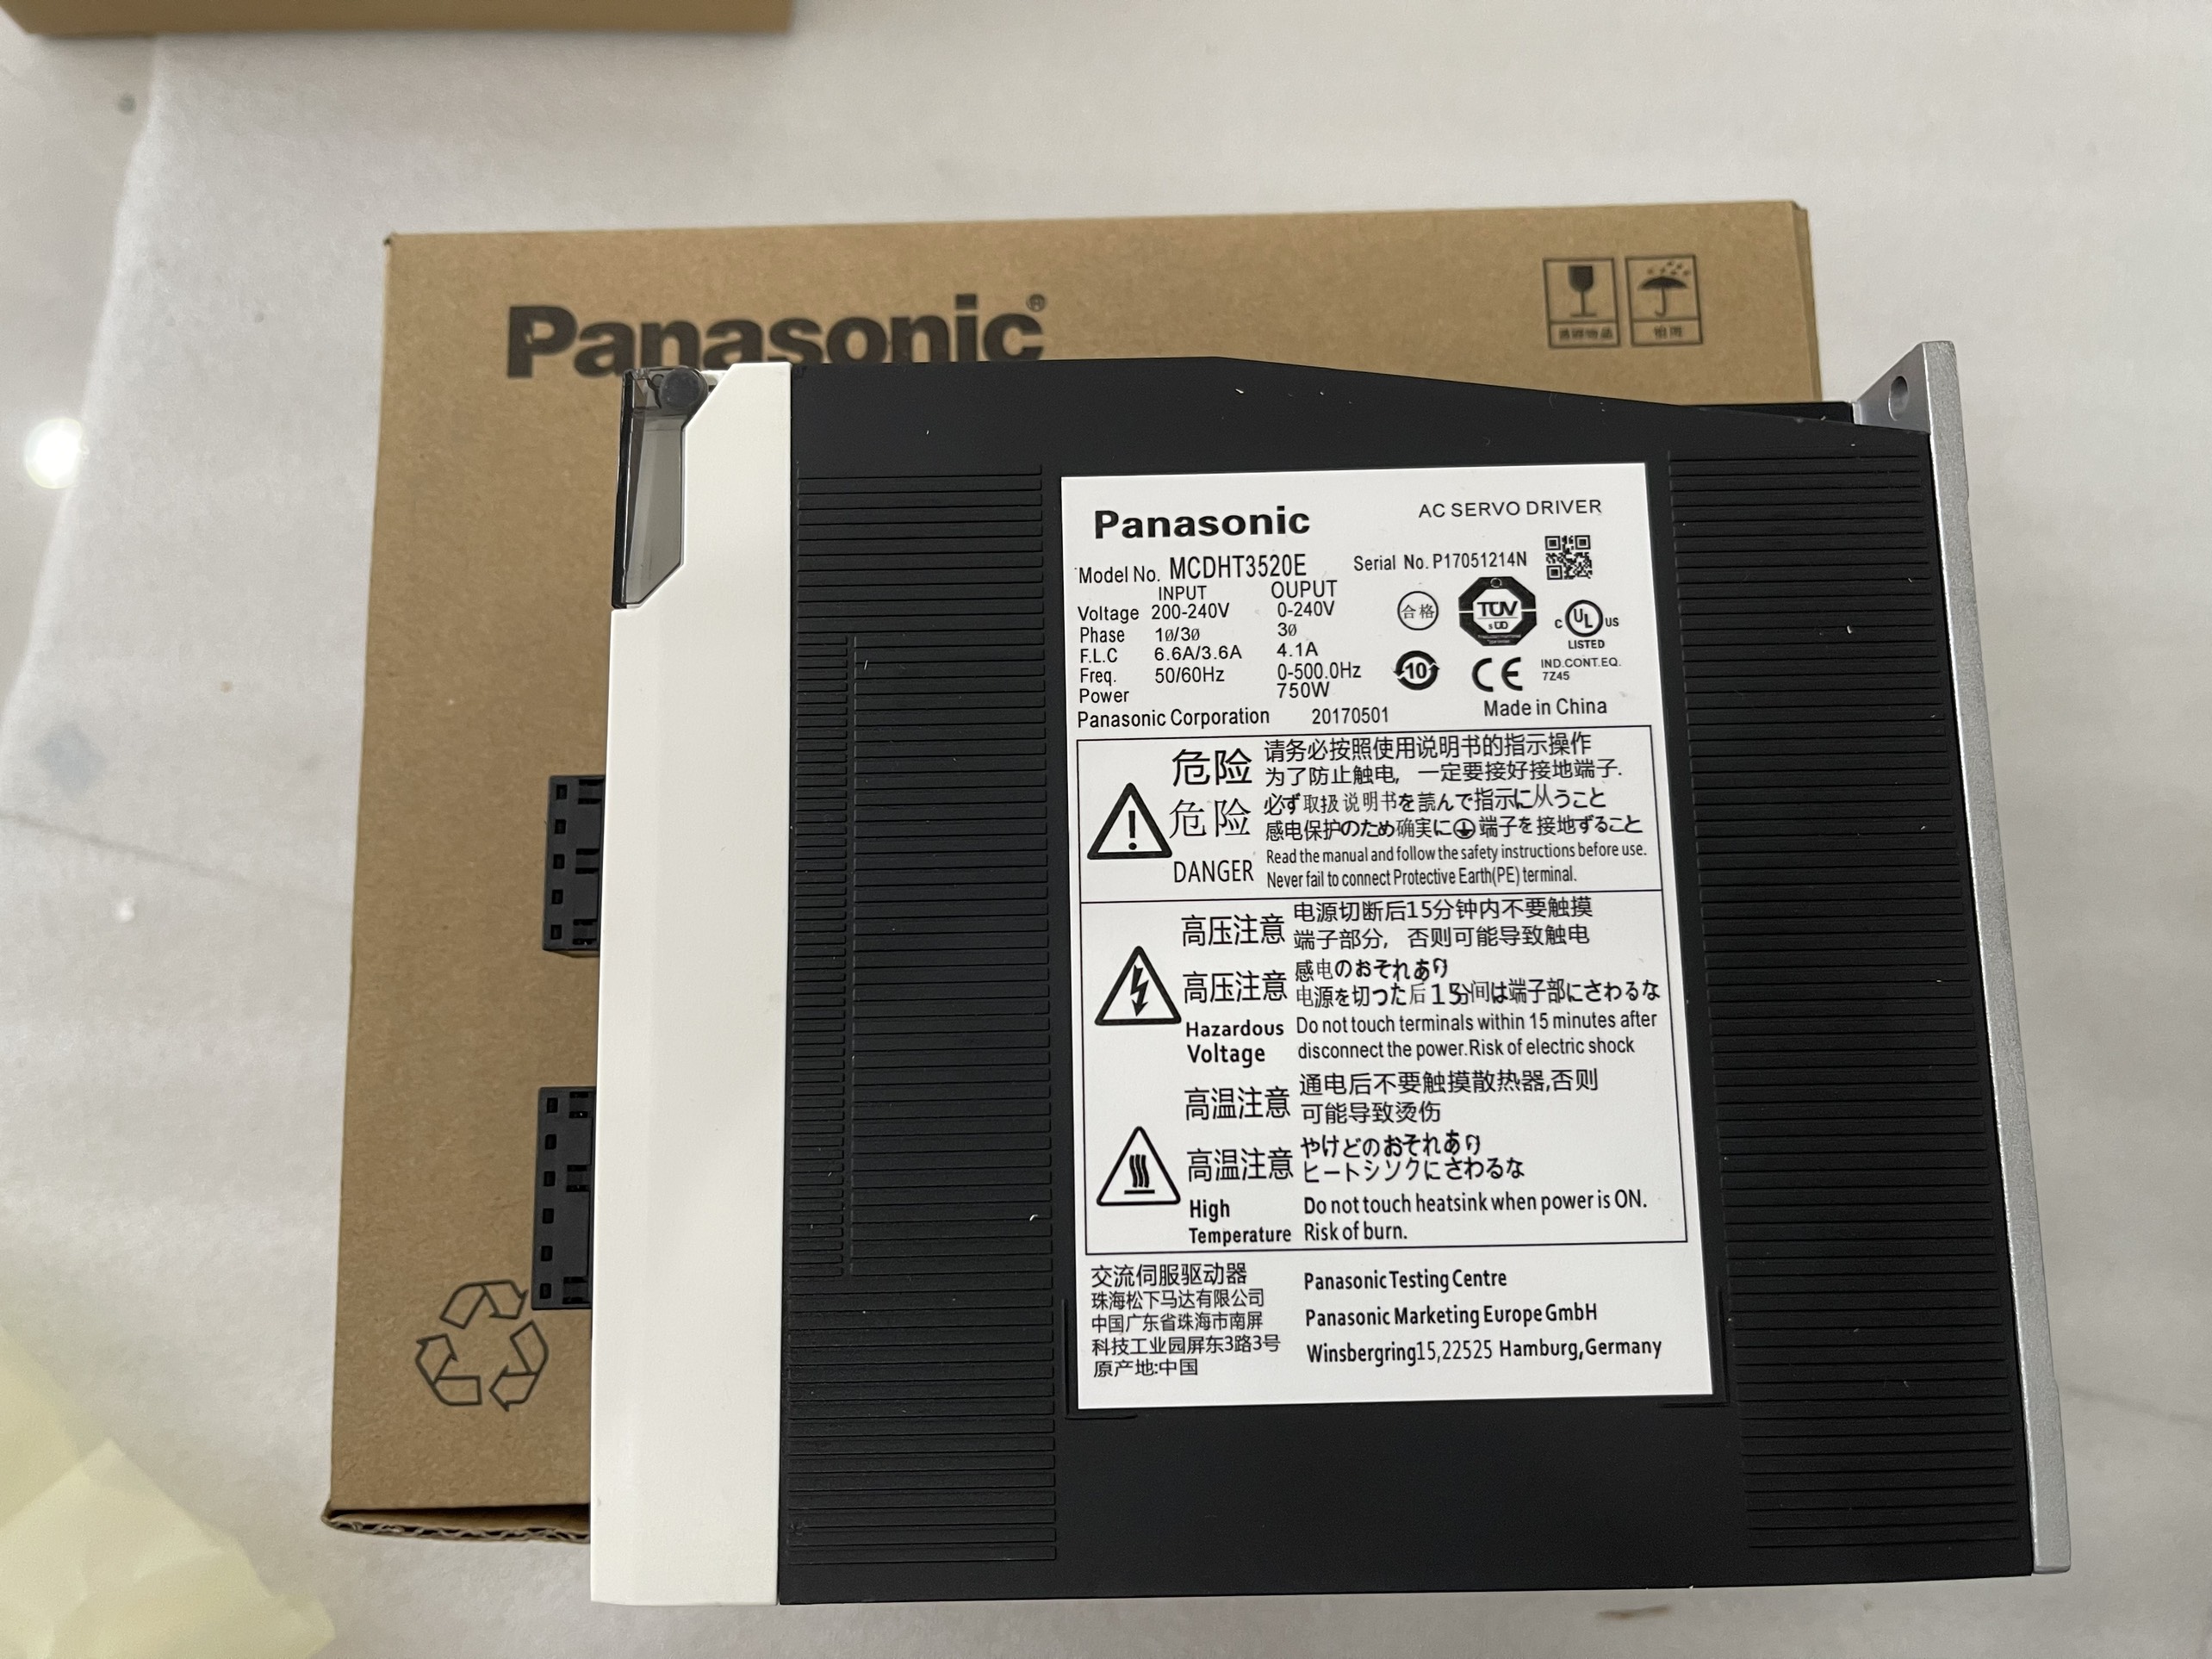 Panasonic®
易碎物品
怕雨
Panasonic
AC SERVO DRIVER
Model No. MCDHT3520E
Serial No. P17051214N
INPUT OUPUT
Voltage 200-240V 0-240V
Phase 1ø/3ø 3ø
F.L.C 6.6A/3.6A 4.1A
Freq. 50/60Hz 0-500.0Hz
Power 750W
合格
TUV
SUD
C UL US
LISTED
10
CE
IND.CONT.EQ.
7Z45
Panasonic Corporation 20170501
Made in China
危险
请务必按照使用说明书的指示操作
为了防止触电, 一定要接好接地端子.
危险
必ず取扱说明书を読んで指示に从うこと
感电保护のため确実に⏚端子を接地ずること
DANGER
Read the manual and follow the safety instructions before use.
Never fail to connect Protective Earth(PE) terminal.
高压注意
电源切断后15分钟内不要触摸
端子部分, 否则可能导致触电
高压注意
感电のおそれあり
电源を切つた后15分间は端子部にさわるな
Hazardous
Voltage
Do not touch terminals within 15 minutes after
disconnect the power.Risk of electric shock
高温注意
通电后不要触摸散热器,否则
可能导致烫伤
高温注意
やけどのおそれあり
ヒートシソクにさわるな
High
Temperature
Do not touch heatsink when power is ON.
Risk of burn.
交流伺服驱动器
珠海松下马达有限公司
中国广东省珠海市南屏
科技工业园屏东3路3号
原产地:中国
Panasonic Testing Centre
Panasonic Marketing Europe GmbH
Winsbergring15,22525 Hamburg,Germany